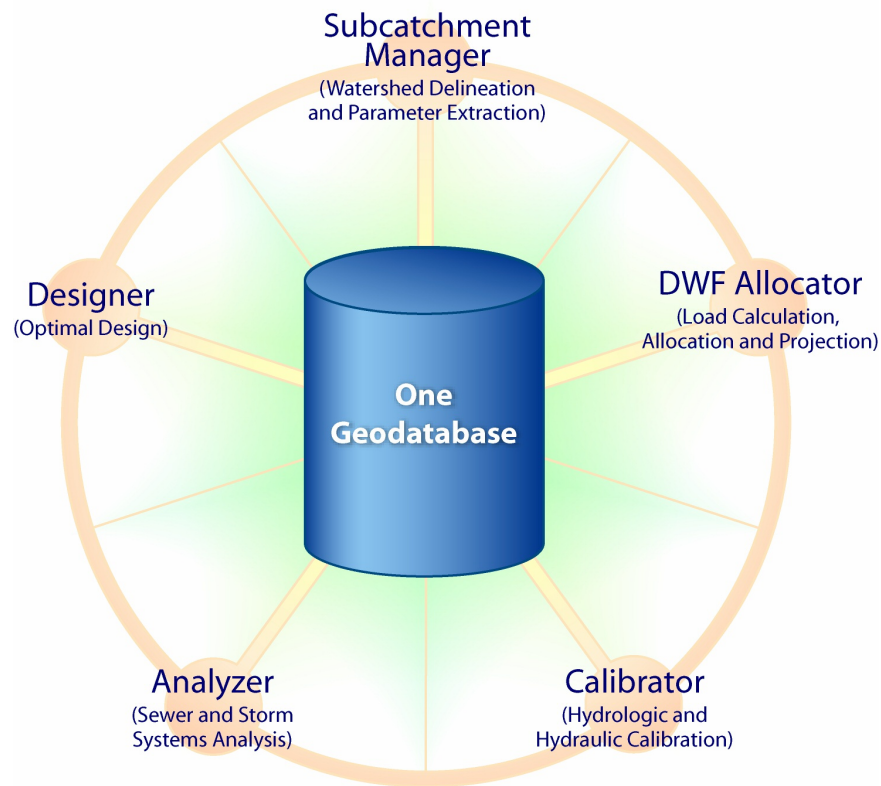 Subcatchment
Manager
(Watershed Delineation
and Parameter Extraction)
Designer
(Optimal Design)
DWF Allocator
(Load Calculation,
Allocation and Projection)
One
Geodatabase
Analyzer
(Sewer and Storm
Systems Analysis)
Calibrator
(Hydrologic and
Hydraulic Calibration)